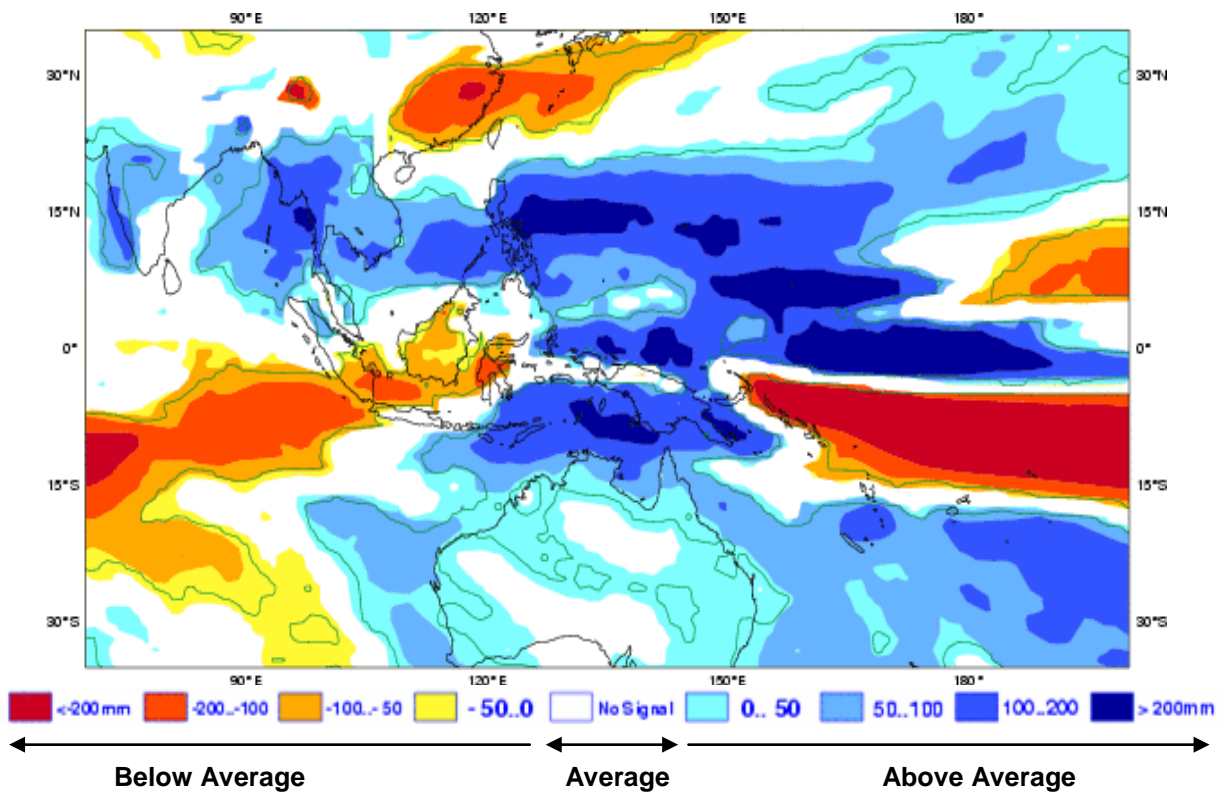 90°E 120°E 150°E 180°
30°N 30°N
15°N 15°N
0° 0°
15°S 15°S
30°S 30°S
90°E 120°E 150°E 180°
<-200mm -200..-100 -100..-50 -50..0 No Signal 0..50 50..100 100..200 >200mm
Below Average Average Above Average